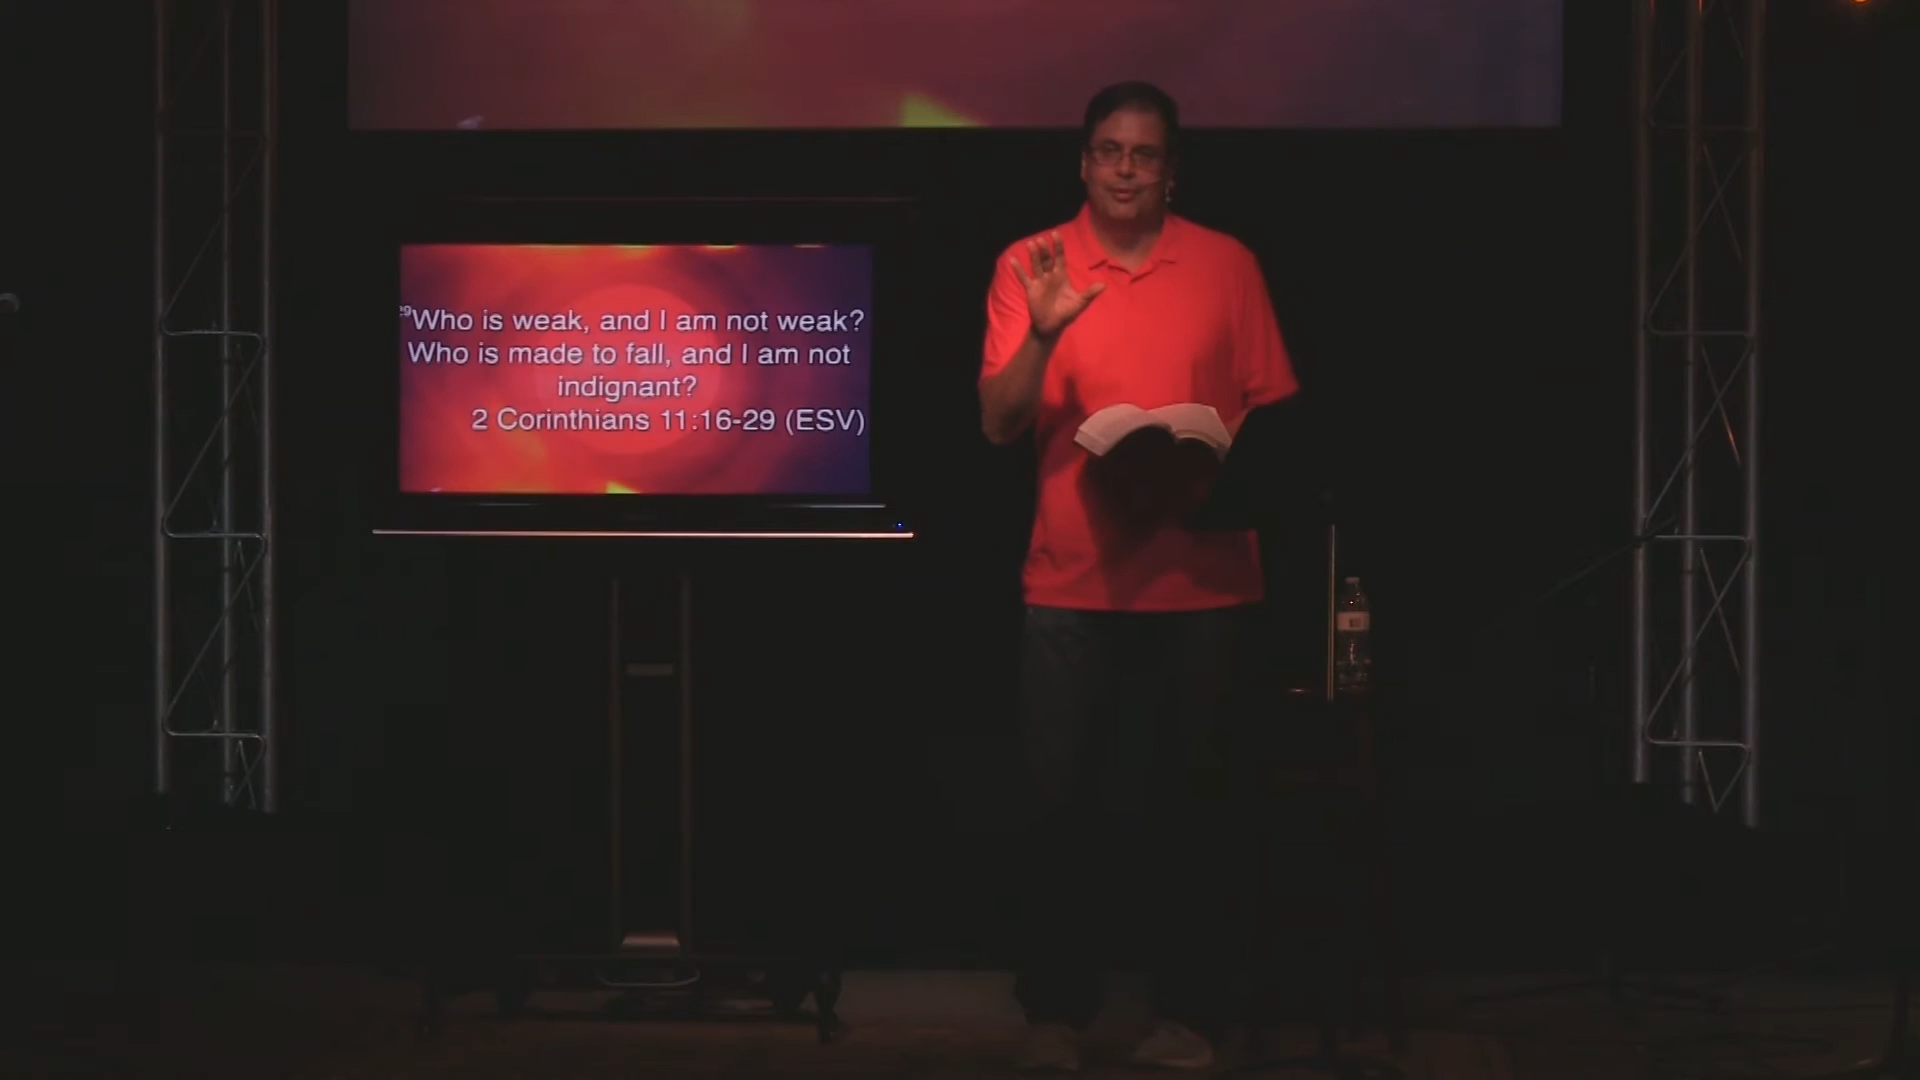 ²⁹Who is weak, and I am not weak?
Who is made to fall, and I am not
indignant?
2 Corinthians 11:16-29 (ESV)